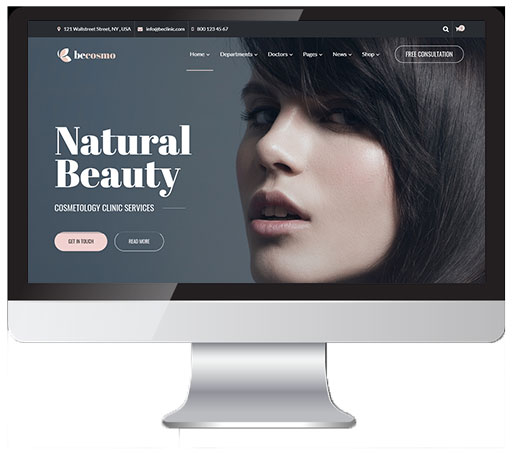 121 Wallstreet Street, NY, USA info@beclinic.com 800 123 45 67
becosmo Home Departments Doctors Pages News Shop FREE CONSULTATION
Natural
Beauty
COSMETOLOGY CLINIC SERVICES
GET IN TOUCH READ MORE